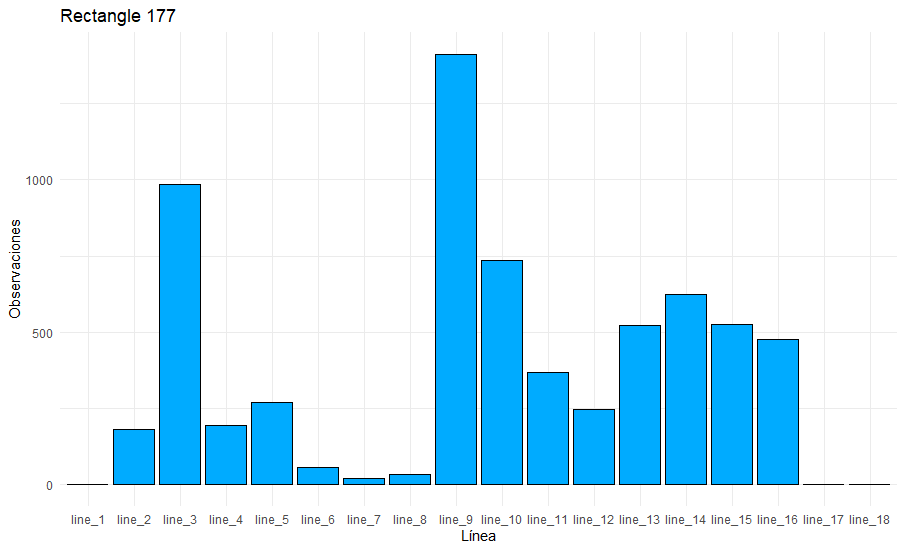 Rectangle 177
Observaciones
1000
500
0
line_1 line_2 line_3 line_4 line_5 line_6 line_7 line_8 line_9 line_10 line_11 line_12 line_13 line_14 line_15 line_16 line_17 line_18
Línea